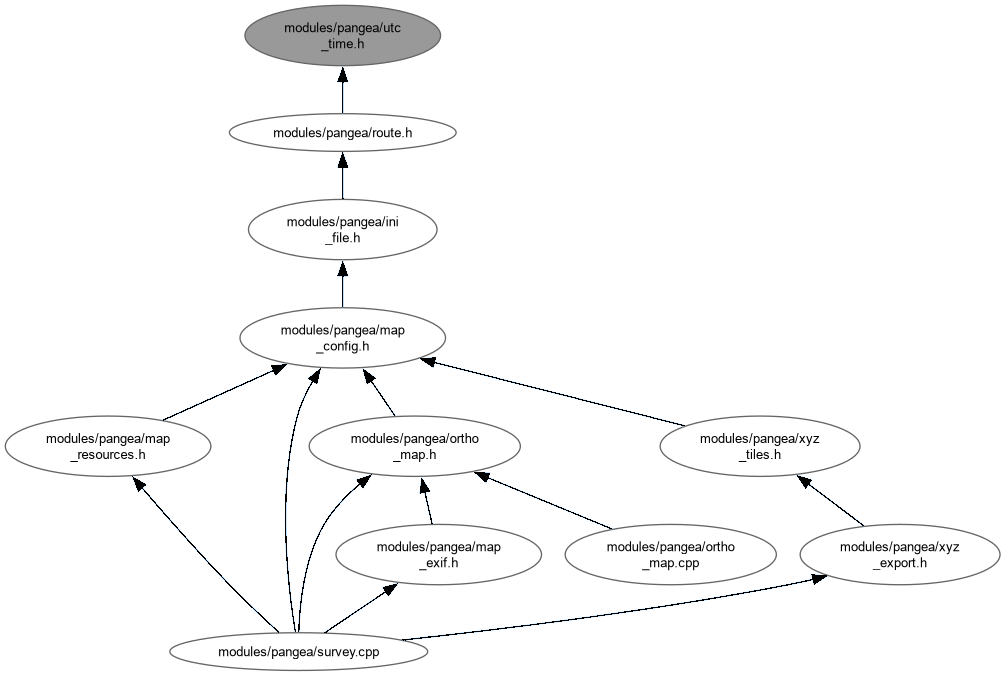 modules/pangea/utc
_time.h
modules/pangea/route.h
modules/pangea/ini
_file.h
modules/pangea/map
_config.h
modules/pangea/map
_resources.h
modules/pangea/ortho
_map.h
modules/pangea/xyz
_tiles.h
modules/pangea/map
_exif.h
modules/pangea/ortho
_map.cpp
modules/pangea/xyz
_export.h
modules/pangea/survey.cpp